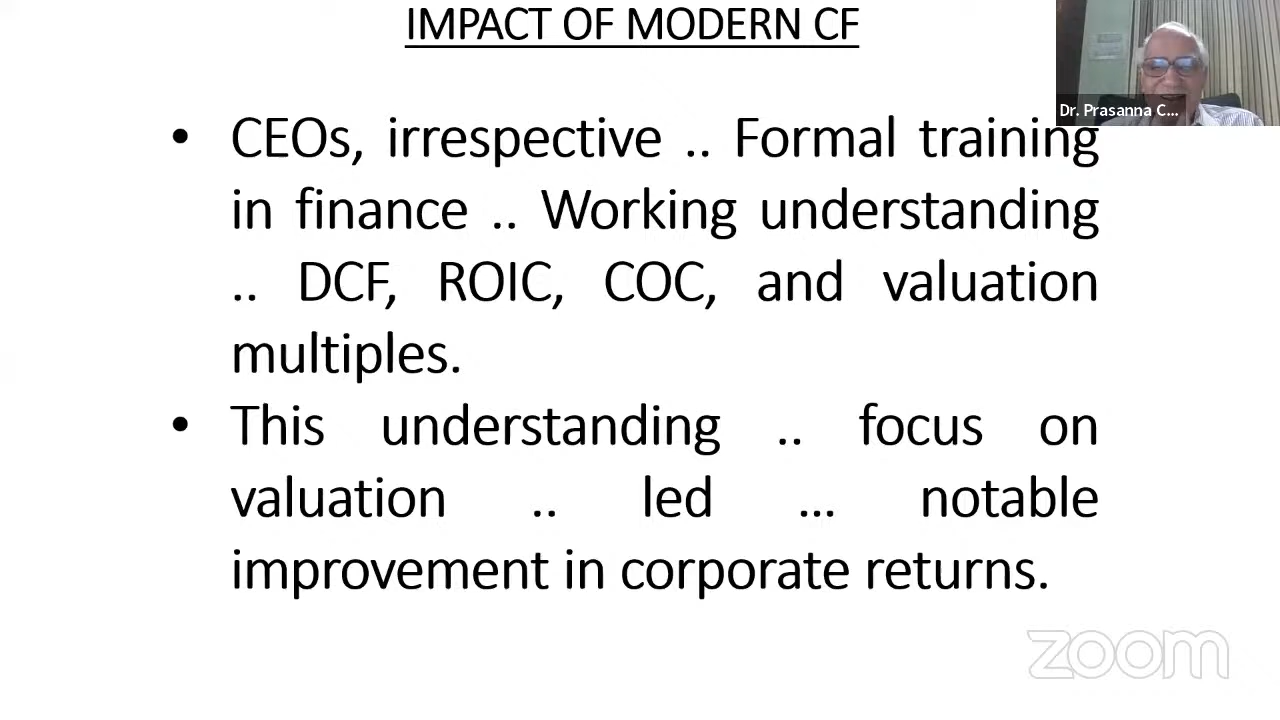 IMPACT OF MODERN CF
Dr. Prasanna C...
• CEOs, irrespective .. Formal training
in finance .. Working understanding
.. DCF, ROIC, COC, and valuation
multiples.
• This understanding .. focus on
valuation .. led ... notable
improvement in corporate returns.
zoom